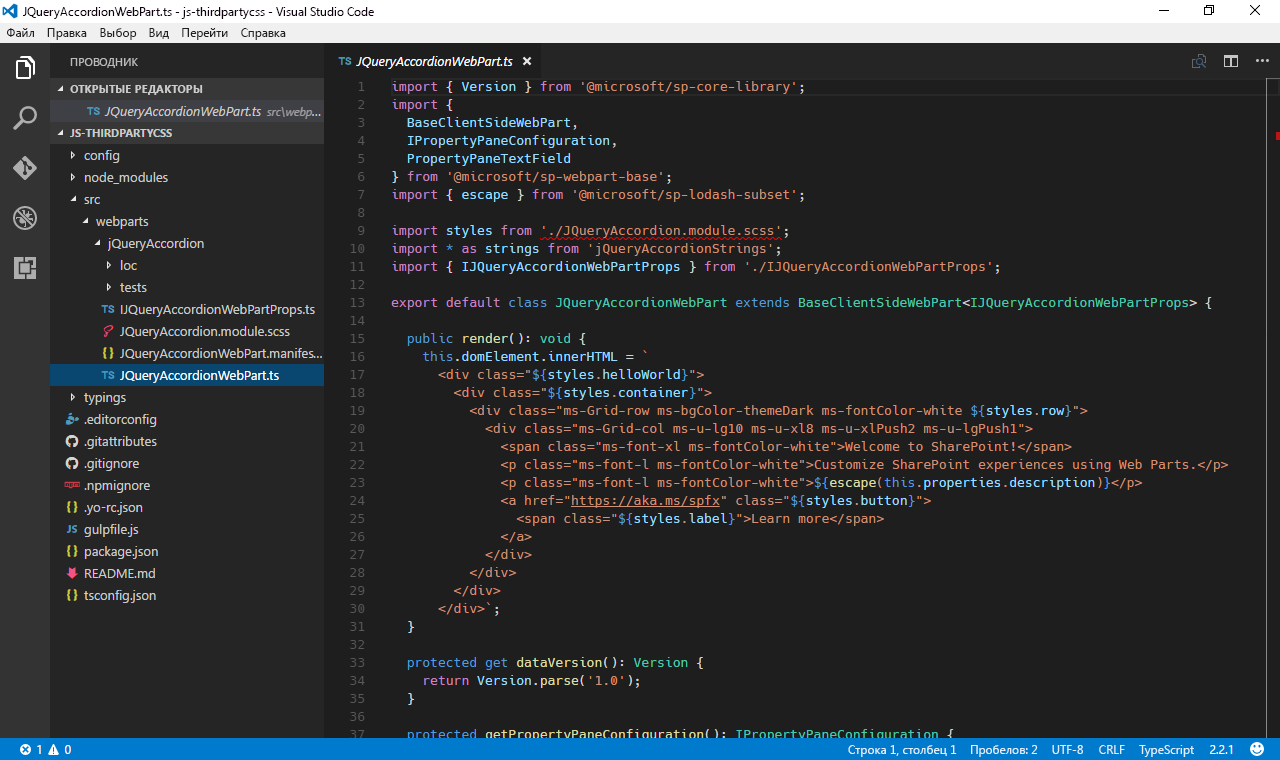 JQueryAccordionWebPart.ts - js-thirdpartycss - Visual Studio Code
Файл Правка Выбор Вид Перейти Справка
ПРОВОДНИК
ОТКРЫТЫЕ РЕДАКТОРЫ
TS JQueryAccordionWebPart.ts src\webp...
JS-THIRDPARTYCSS
config
node_modules
src
webparts
jQueryAccordion
loc
tests
TS IJQueryAccordionWebPartProps.ts
JQueryAccordion.module.scss
{} JQueryAccordionWebPart.manifes...
TS JQueryAccordionWebPart.ts
typings
.editorconfig
.gitattributes
.gitignore
.npmignore
{} .yo-rc.json
JS gulpfile.js
{} package.json
README.md
{} tsconfig.json
TS JQueryAccordionWebPart.ts
1 import { Version } from '@microsoft/sp-core-library';
2 import {
3 BaseClientSideWebPart,
4 IPropertyPaneConfiguration,
5 PropertyPaneTextField
6 } from '@microsoft/sp-webpart-base';
7 import { escape } from '@microsoft/sp-lodash-subset';
8
9 import styles from './JQueryAccordion.module.scss';
10 import * as strings from 'jQueryAccordionStrings';
11 import { IJQueryAccordionWebPartProps } from './IJQueryAccordionWebPartProps';
12
13 export default class JQueryAccordionWebPart extends BaseClientSideWebPart<IJQueryAccordionWebPartProps> {
14
15 public render(): void {
16 this.domElement.innerHTML = `
17 <div class="${styles.helloWorld}">
18 <div class="${styles.container}">
19 <div class="ms-Grid-row ms-bgColor-themeDark ms-fontColor-white ${styles.row}">
20 <div class="ms-Grid-col ms-u-lg10 ms-u-xl8 ms-u-xlPush2 ms-u-lgPush1">
21 <span class="ms-font-xl ms-fontColor-white">Welcome to SharePoint!</span>
22 <p class="ms-font-l ms-fontColor-white">Customize SharePoint experiences using Web Parts.</p>
23 <p class="ms-font-l ms-fontColor-white">${escape(this.properties.description)}</p>
24 <a href="https://aka.ms/spfx" class="${styles.button}">
25 <span class="${styles.label}">Learn more</span>
26 </a>
27 </div>
28 </div>
29 </div>
30 </div>`;
31 }
32
33 protected get dataVersion(): Version {
34 return Version.parse('1.0');
35 }
36
37 protected getPropertyPaneConfiguration(): IPropertyPaneConfiguration {
1 0 Строка 1, столбец 1 Пробелов: 2 UTF-8 CRLF TypeScript 2.2.1